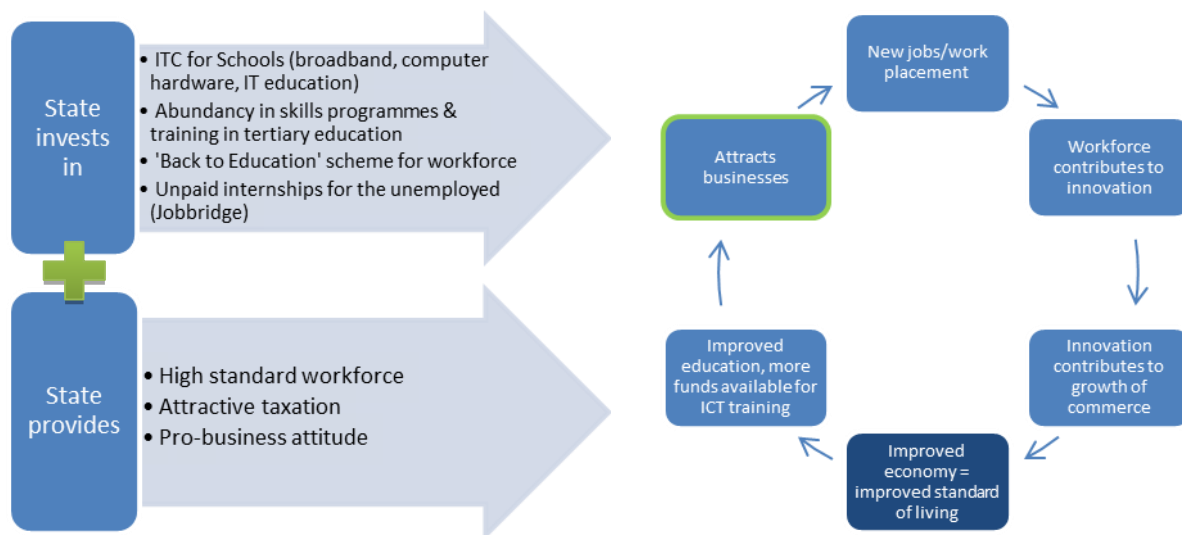 State
invests
in
• ITC for Schools (broadband, computer
hardware, IT education)
• Abundancy in skills programmes &
training in tertiary education
• 'Back to Education' scheme for workforce
• Unpaid internships for the unemployed
(Jobbridge)
State
provides
• High standard workforce
• Attractive taxation
• Pro-business attitude
New jobs/work
placement
Workforce
contributes to
innovation
Innovation
contributes to
growth of
commerce
Improved
economy =
improved standard
of living
Improved
education, more
funds available for
ICT training
Attracts
businesses